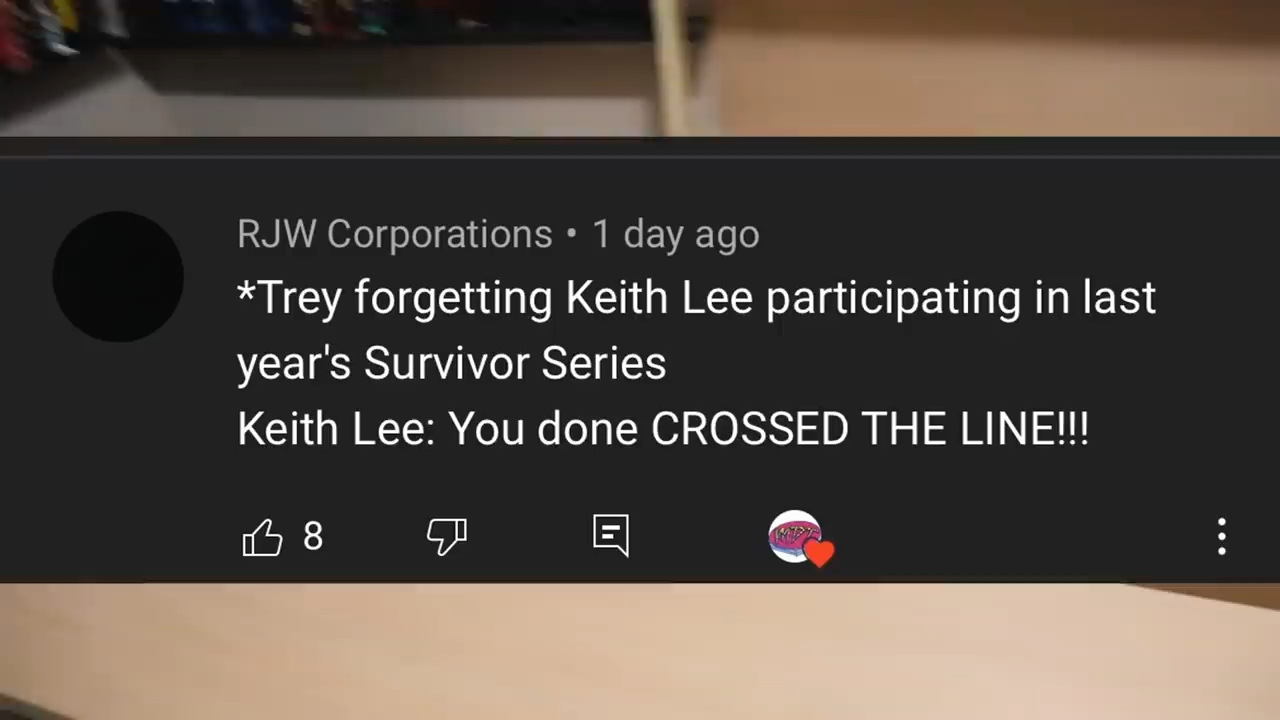 RJW Corporations • 1 day ago
*Trey forgetting Keith Lee participating in last
year's Survivor Series
Keith Lee: You done CROSSED THE LINE!!!
8